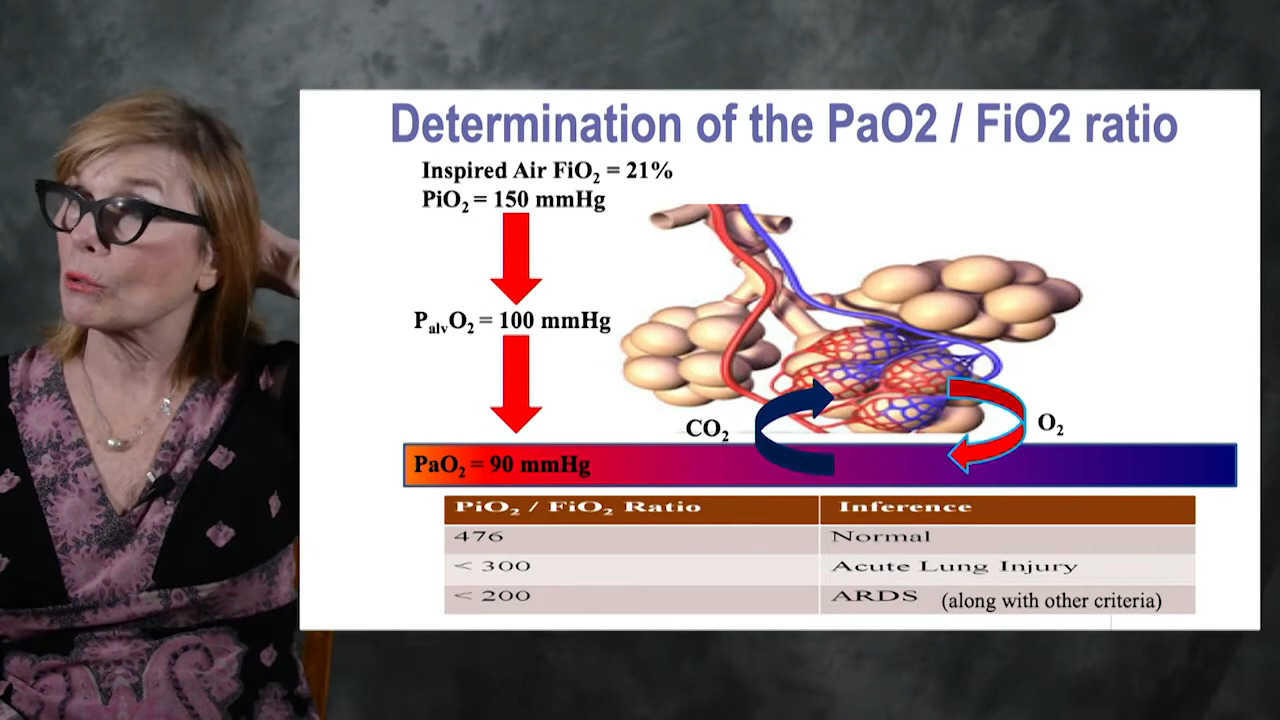 Determination of the PaO2 / FiO2 ratio
Inspired Air FiO₂ = 21%
PiO₂ = 150 mmHg
PₐₗᵥO₂ = 100 mmHg
CO₂
O₂
PaO₂ = 90 mmHg
PiO₂ / FiO₂ Ratio Inference
476 Normal
< 300 Acute Lung Injury
< 200 ARDS (along with other criteria)